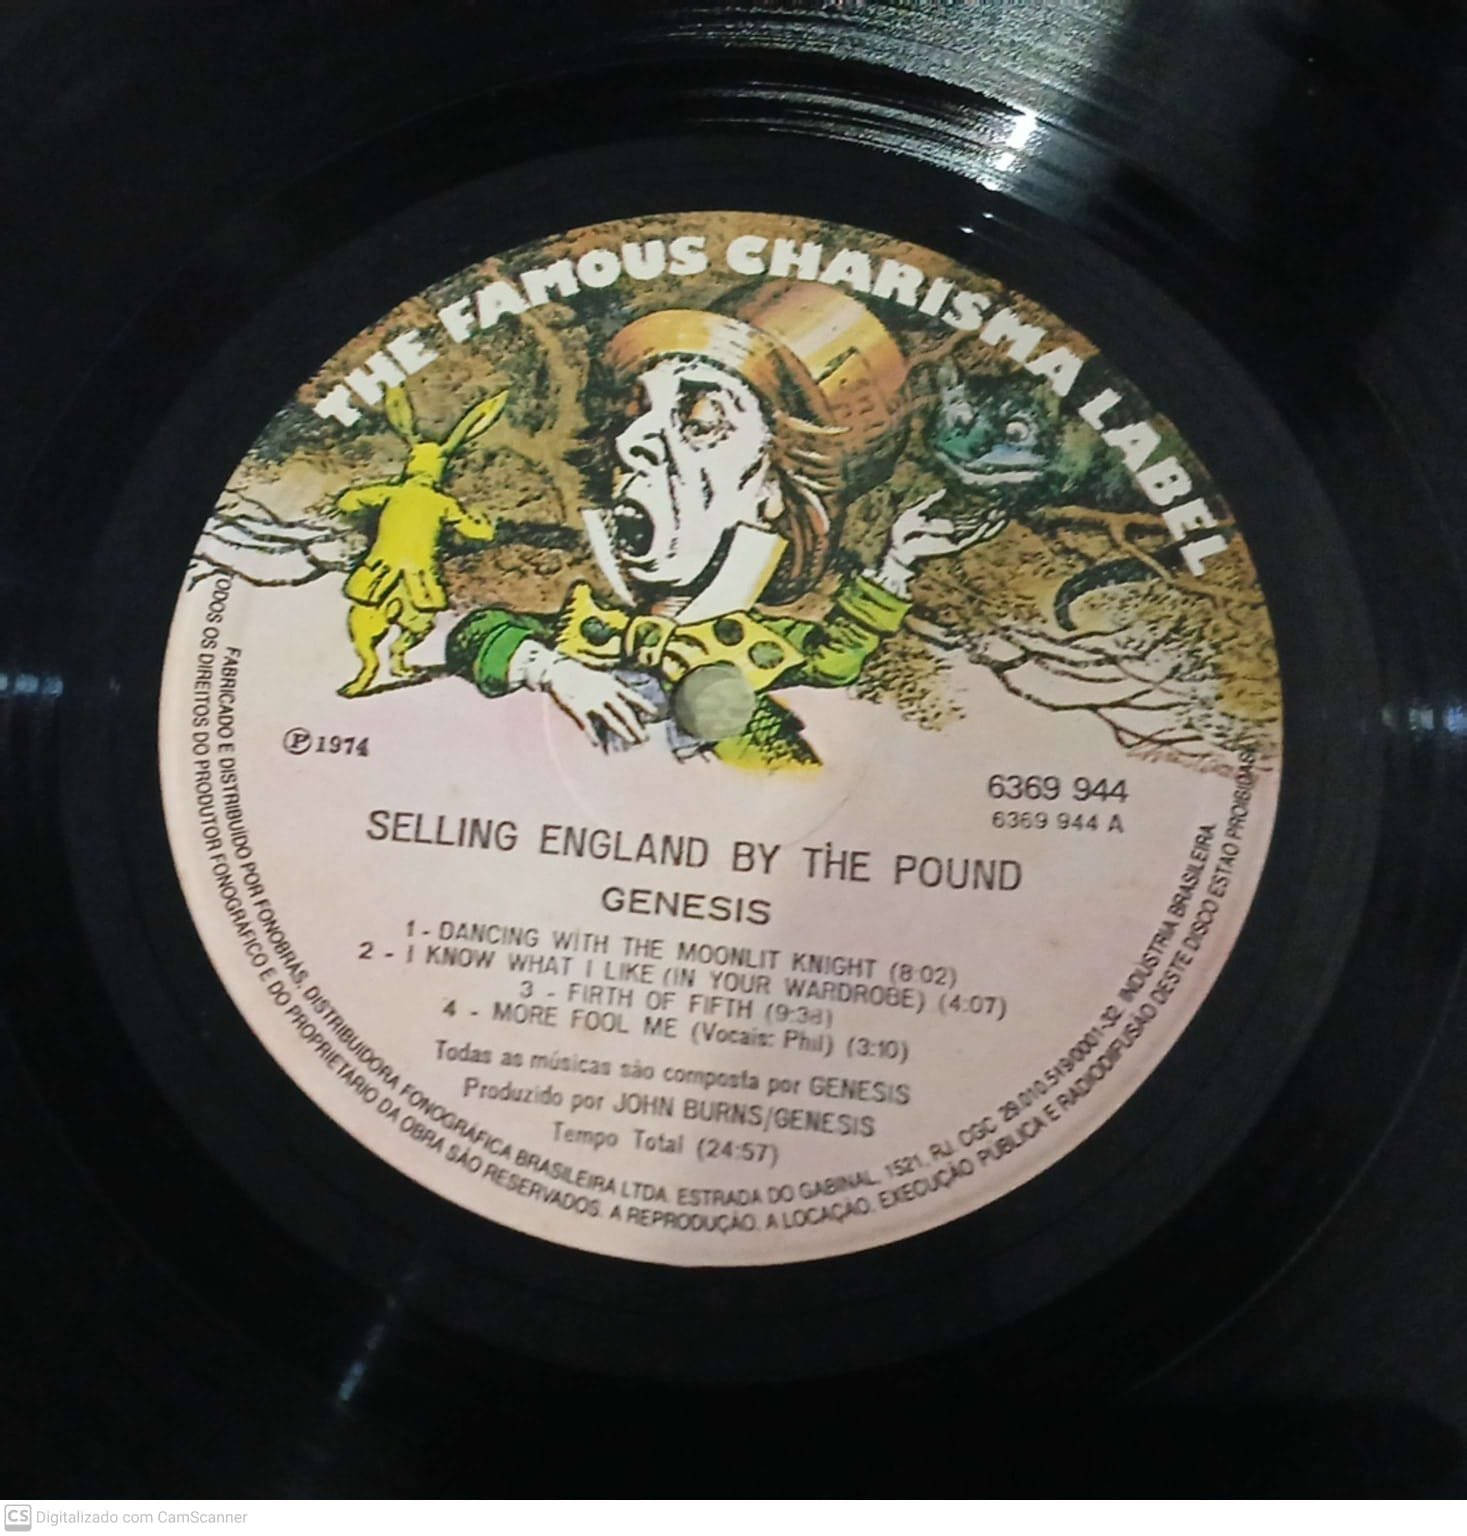 THE FAMOUS CHARISMA LABEL
Ⓟ 1974
6369 944
6369 944 A
SELLING ENGLAND BY THE POUND
GENESIS
1 - DANCING WITH THE MOONLIT KNIGHT (8:02)
2 - I KNOW WHAT I LIKE (IN YOUR WARDROBE) (4:07)
3 - FIRTH OF FIFTH (9:38)
4 - MORE FOOL ME (Vocais: Phil) (3:10)
Todas as músicas são composta por GENESIS
Produzido por JOHN BURNS/GENESIS
Tempo Total (24:57)
FABRICADO E DISTRIBUÍDO POR FONOBRÁS, DISTRIBUIDORA FONOGRÁFICA BRASILEIRA LTDA. ESTRADA DO GABINAL, 1521, RJ. CGC 29.010.519/0001-32. INDÚSTRIA BRASILEIRA.
TODOS OS DIREITOS DO PRODUTOR FONOGRÁFICO E DO PROPRIETÁRIO DA OBRA SÃO RESERVADOS. A REPRODUÇÃO. A LOCAÇÃO. EXECUÇÃO PÚBLICA E RADIODIFUSÃO DESTE DISCO ESTÃO PROIBIDAS.
CS Digitalizado com CamScanner